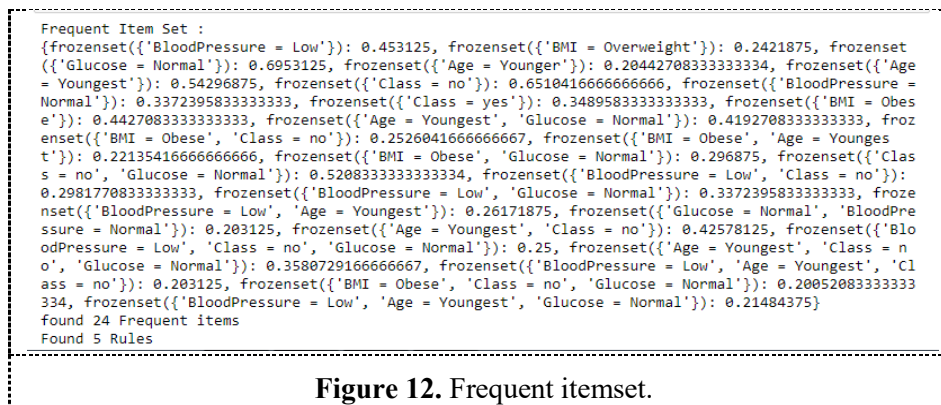 Frequent Item Set :
{frozenset({'BloodPressure = Low'}): 0.453125, frozenset({'BMI = Overweight'}): 0.2421875, frozenset
({'Glucose = Normal'}): 0.6953125, frozenset({'Age = Younger'}): 0.20442708333333334, frozenset({'Age
= Youngest'}): 0.54296875, frozenset({'Class = no'}): 0.6510416666666666, frozenset({'BloodPressure =
Normal'}): 0.3372395833333333, frozenset({'Class = yes'}): 0.3489583333333333, frozenset({'BMI = Obes
e'}): 0.4427083333333333, frozenset({'Age = Youngest', 'Glucose = Normal'}): 0.4192708333333333, froz
enset({'BMI = Obese', 'Class = no'}): 0.2526041666666667, frozenset({'BMI = Obese', 'Age = Younges
t'}): 0.22135416666666666, frozenset({'BMI = Obese', 'Glucose = Normal'}): 0.296875, frozenset({'Clas
s = no', 'Glucose = Normal'}): 0.5208333333333334, frozenset({'BloodPressure = Low', 'Class = no'}):
0.2981770833333333, frozenset({'BloodPressure = Low', 'Glucose = Normal'}): 0.3372395833333333, froze
nset({'BloodPressure = Low', 'Age = Youngest'}): 0.26171875, frozenset({'Glucose = Normal', 'BloodPre
ssure = Normal'}): 0.203125, frozenset({'Age = Youngest', 'Class = no'}): 0.42578125, frozenset({'Blo
odPressure = Low', 'Class = no', 'Glucose = Normal'}): 0.25, frozenset({'Age = Youngest', 'Class = n
o', 'Glucose = Normal'}): 0.3580729166666667, frozenset({'BloodPressure = Low', 'Age = Youngest', 'Cl
ass = no'}): 0.203125, frozenset({'BMI = Obese', 'Class = no', 'Glucose = Normal'}): 0.20052083333333
334, frozenset({'BloodPressure = Low', 'Age = Youngest', 'Glucose = Normal'}): 0.21484375}
found 24 Frequent items
Found 5 Rules
Figure 12. Frequent itemset.